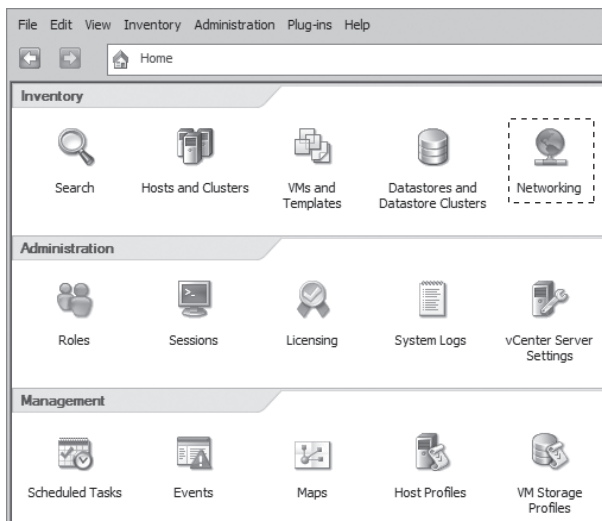 File Edit View Inventory Administration Plug-ins Help
Home
Inventory
Search
Hosts and Clusters
VMs and
Templates
Datastores and
Datastore Clusters
Networking
Administration
Roles
Sessions
Licensing
System Logs
vCenter Server
Settings
Management
Scheduled Tasks
Events
Maps
Host Profiles
VM Storage
Profiles